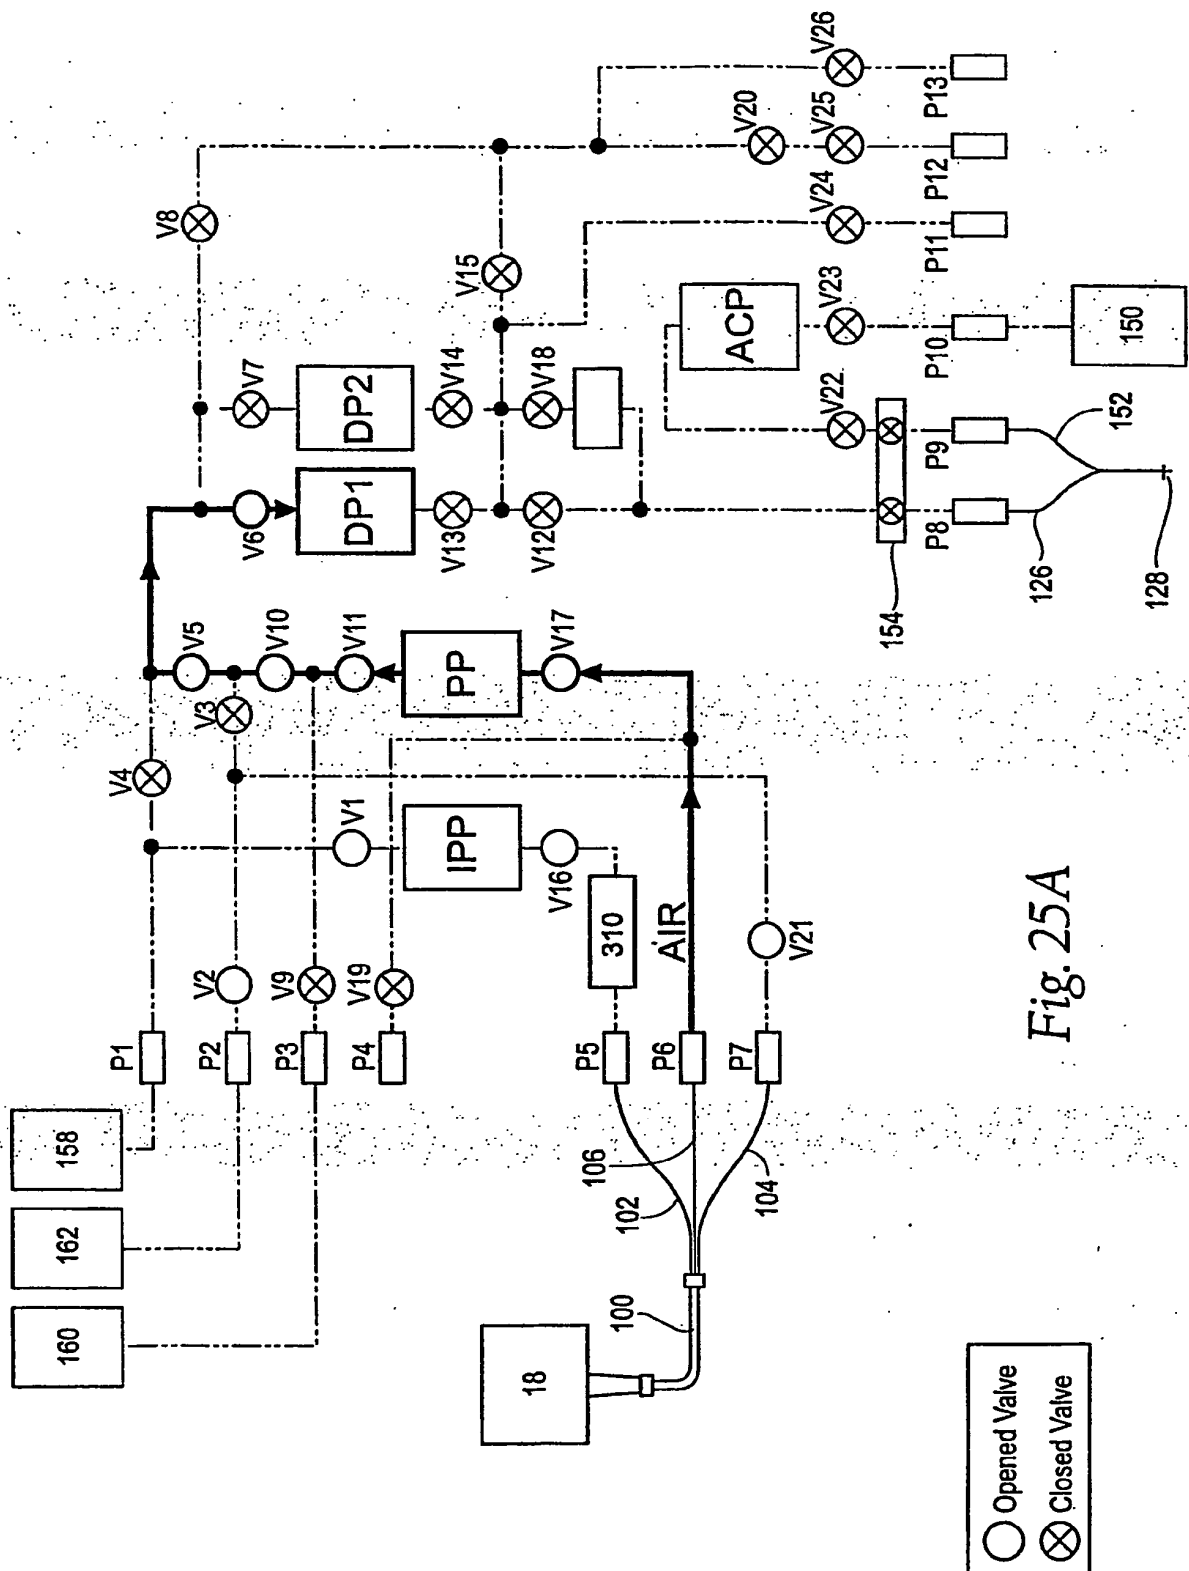 160
162
158
P1
P2
P3
P4
V2
V9
V19
V4
V3
V5
V10
V11
V1
IPP
V16
310
PP
V17
AIR
P5
P6
P7
V21
102
106
104
100
18
V8
V6
V7
DP1
DP2
V13
V14
V12
V18
V15
V20
V26
V25
V24
V23
V22
ACP
154
P8
P9
P10
P11
P12
P13
150
126
152
128
Fig. 25A
Opened Valve
Closed Valve